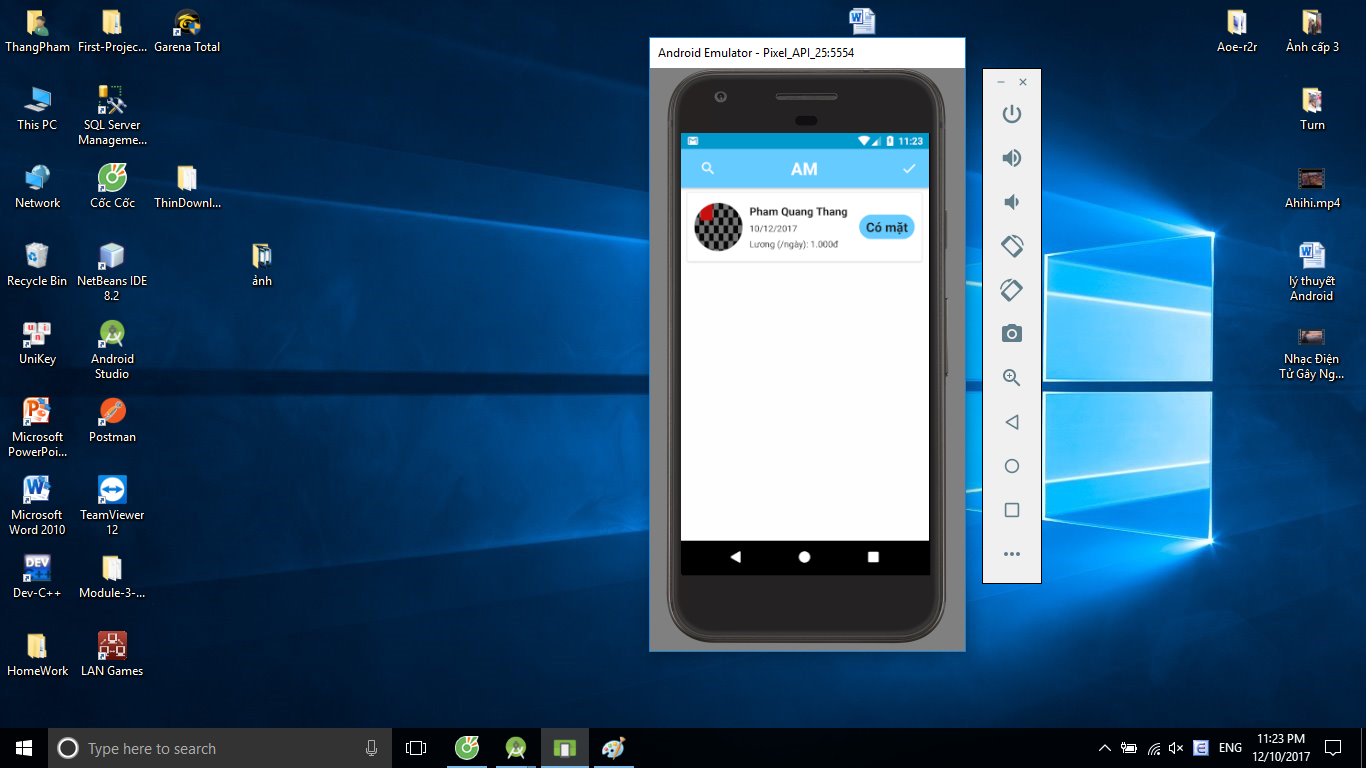 ThangPham
First-Projec...
Garena Total
This PC
SQL Server
Manageme...
Network
Cốc Cốc
ThinDownl...
Recycle Bin
NetBeans IDE
8.2
ảnh
UniKey
Android
Studio
Microsoft
PowerPoi...
Postman
Microsoft
Word 2010
TeamViewer
12
DEV
Dev-C++
Module-3-...
HomeWork
LAN Games
Android Emulator - Pixel_API_25:5554
11:23
AM
Pham Quang Thang
10/12/2017
Lương (/ngày): 1.000đ
Có mặt
Aoe-r2r
Ảnh cấp 3
Turn
Ahihi.mp4
lý thuyết
Android
Nhạc Điện
Tử Gây Ng...
Type here to search
ENG
11:23 PM
12/10/2017